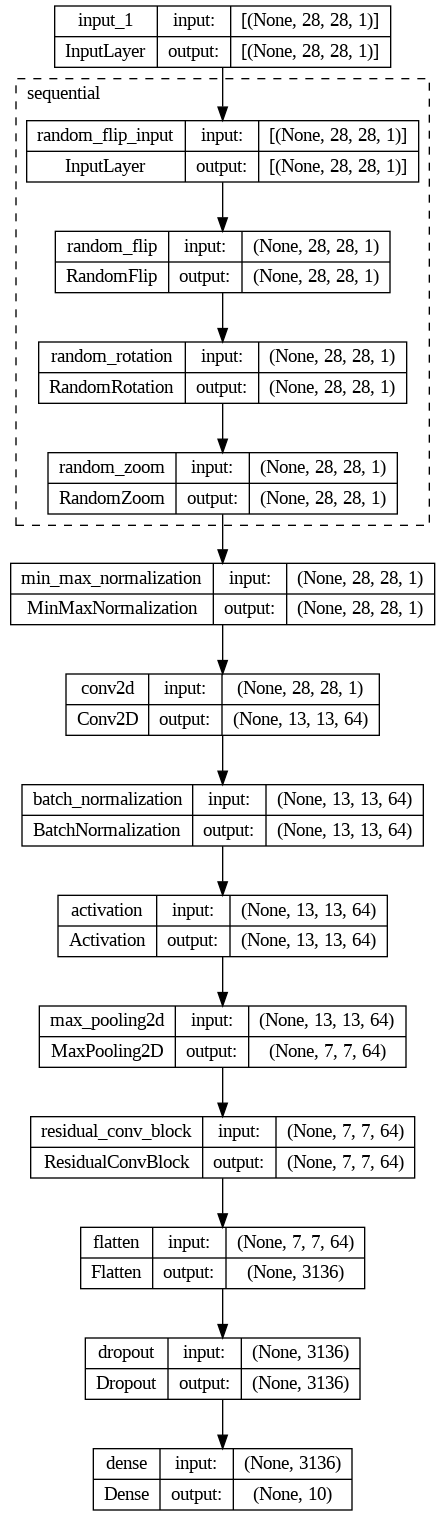 input_1 input: [(None, 28, 28, 1)]
InputLayer output: [(None, 28, 28, 1)]
sequential
random_flip_input input: [(None, 28, 28, 1)]
InputLayer output: [(None, 28, 28, 1)]
random_flip input: (None, 28, 28, 1)
RandomFlip output: (None, 28, 28, 1)
random_rotation input: (None, 28, 28, 1)
RandomRotation output: (None, 28, 28, 1)
random_zoom input: (None, 28, 28, 1)
RandomZoom output: (None, 28, 28, 1)
min_max_normalization input: (None, 28, 28, 1)
MinMaxNormalization output: (None, 28, 28, 1)
conv2d input: (None, 28, 28, 1)
Conv2D output: (None, 13, 13, 64)
batch_normalization input: (None, 13, 13, 64)
BatchNormalization output: (None, 13, 13, 64)
activation input: (None, 13, 13, 64)
Activation output: (None, 13, 13, 64)
max_pooling2d input: (None, 13, 13, 64)
MaxPooling2D output: (None, 7, 7, 64)
residual_conv_block input: (None, 7, 7, 64)
ResidualConvBlock output: (None, 7, 7, 64)
flatten input: (None, 7, 7, 64)
Flatten output: (None, 3136)
dropout input: (None, 3136)
Dropout output: (None, 3136)
dense input: (None, 3136)
Dense output: (None, 10)